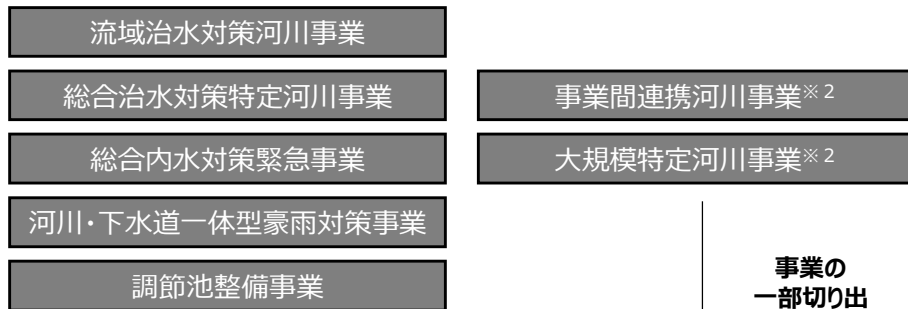 流域治水対策河川事業
総合治水対策特定河川事業
事業間連携河川事業※2
総合内水対策緊急事業
大規模特定河川事業※2
河川・下水道一体型豪雨対策事業
調節池整備事業
事業の
一部切り出